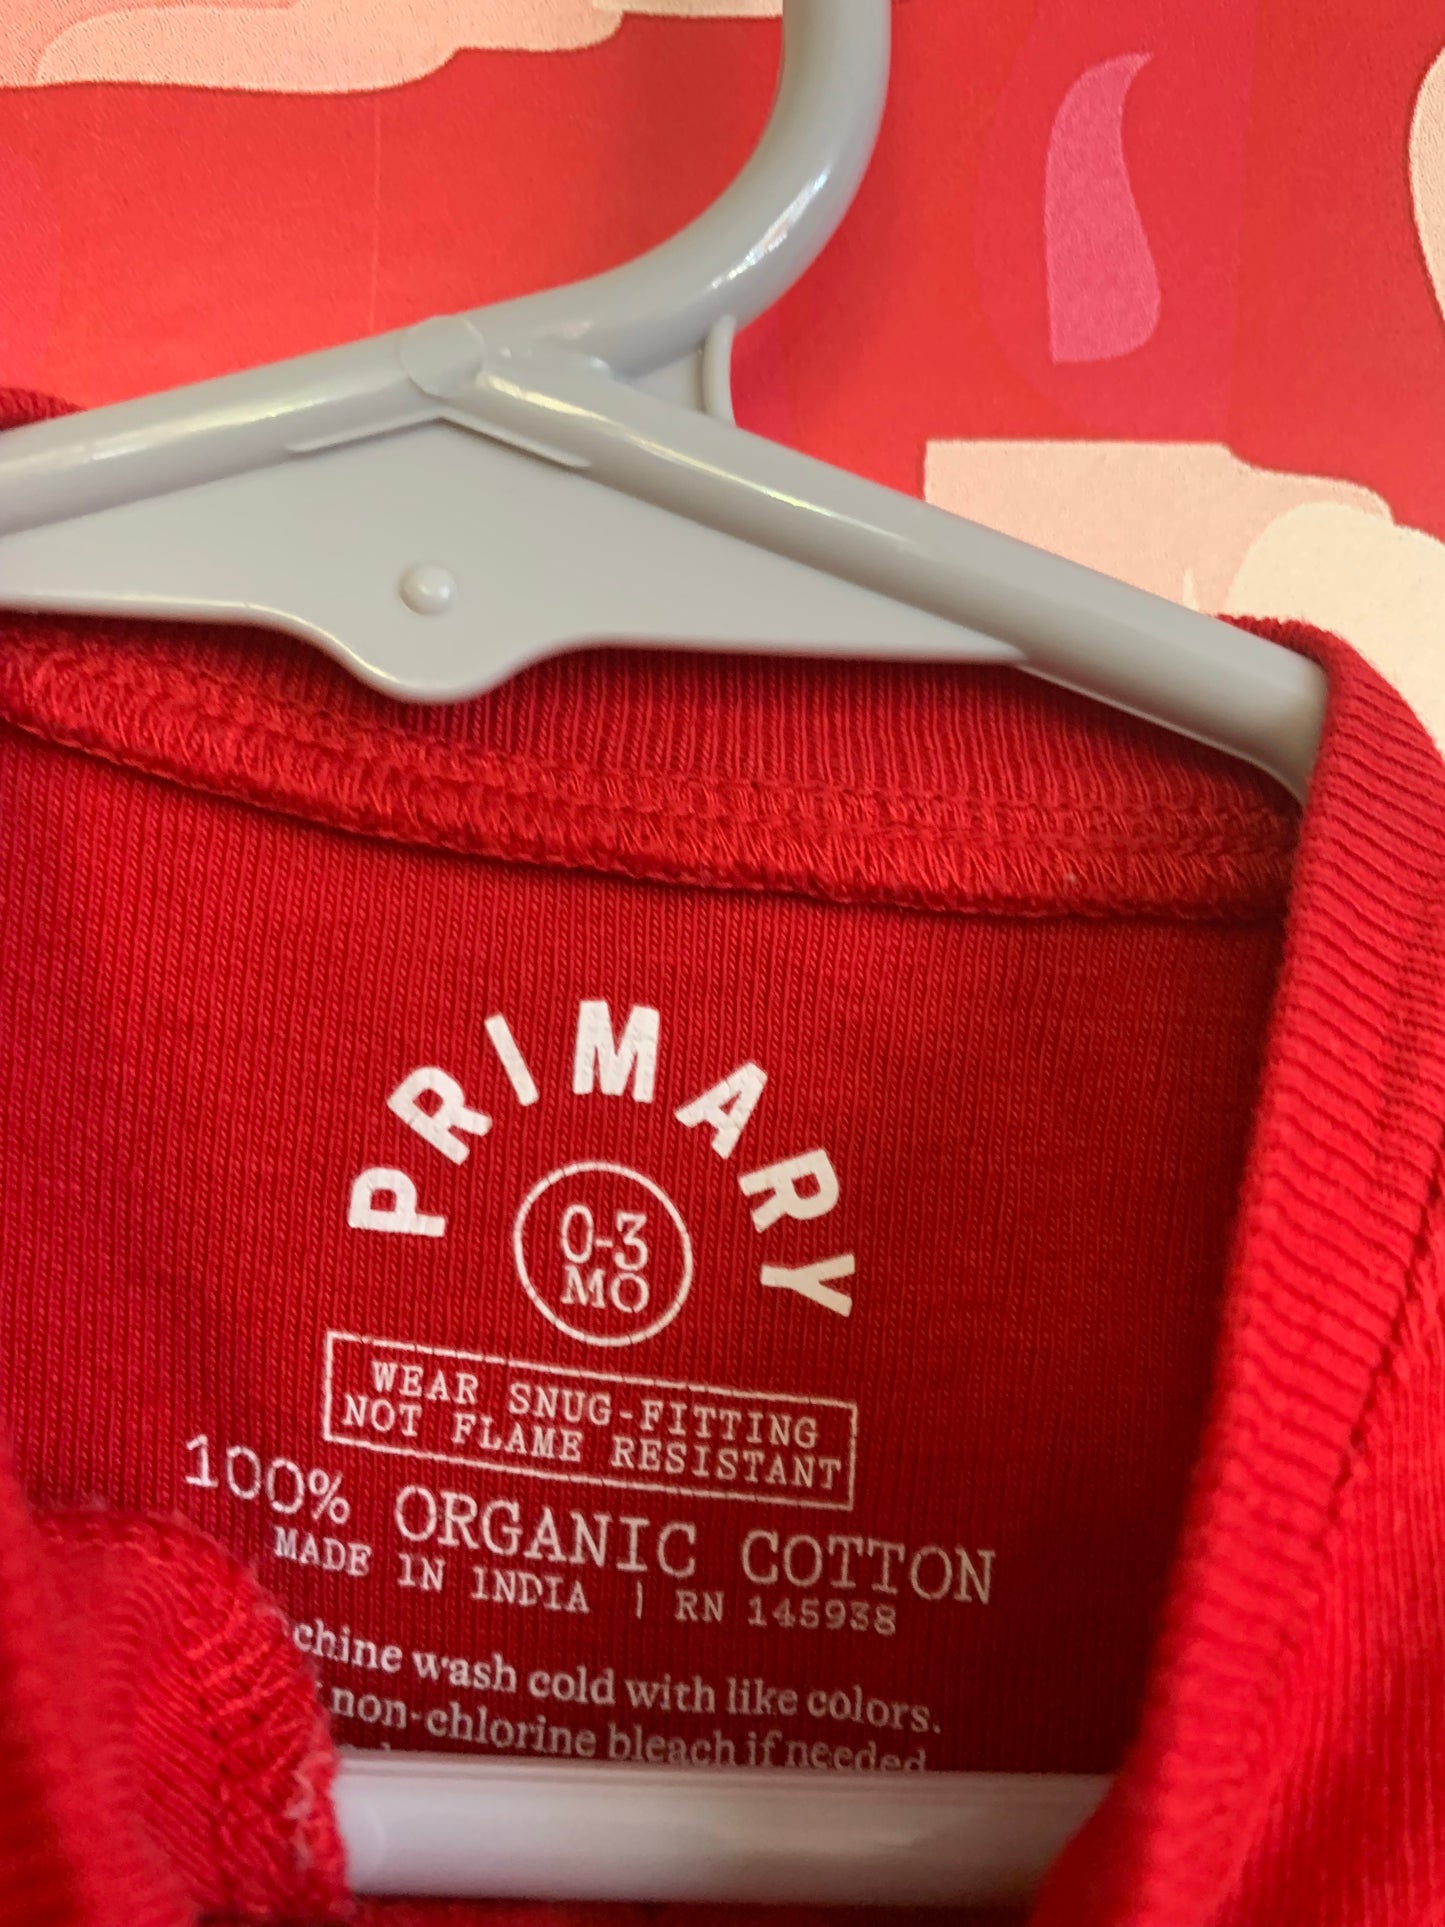 PRIMARY
0-3
MO
WEAR SNUG-FITTING
NOT FLAME RESISTANT
100% ORGANIC COTTON
MADE IN INDIA | RN 145938
chine wash cold with like colors.
non-chlorine bleach if needed